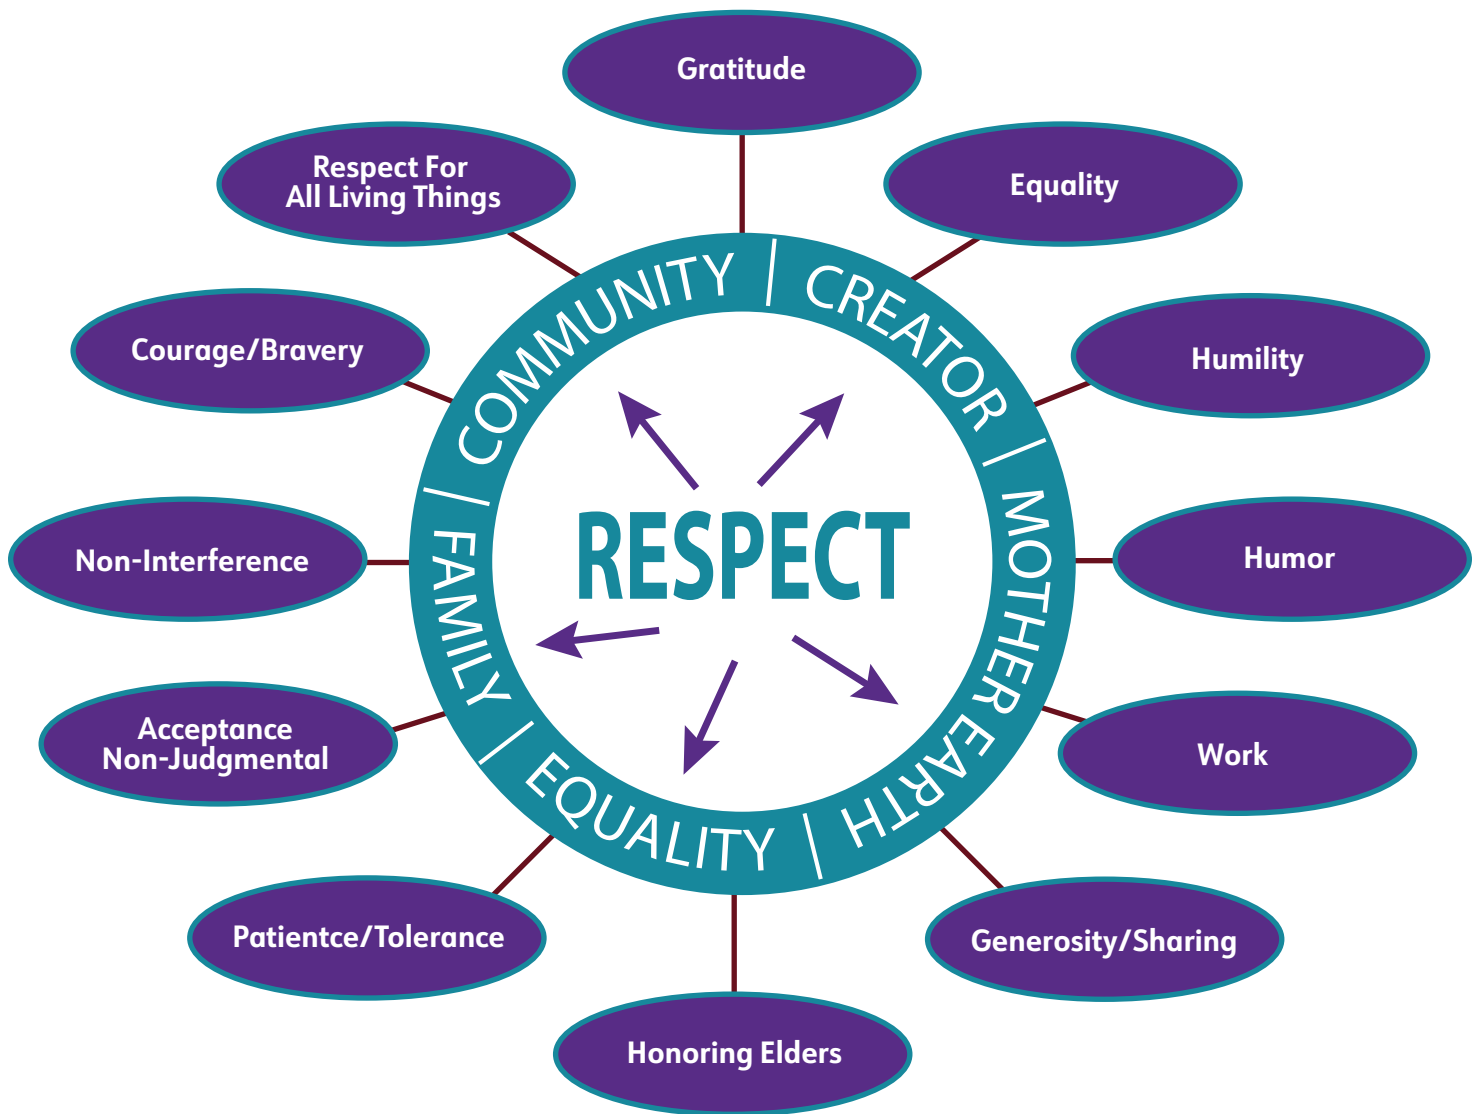 Gratitude
Equality
Humility
Humor
Work
Generosity/Sharing
Honoring Elders
Patientce/Tolerance
Acceptance
Non-Judgmental
Non-Interference
Courage/Bravery
Respect For
All Living Things
COMMUNITY | CREATOR | MOTHER EARTH | EQUALITY | FAMILY |
RESPECT